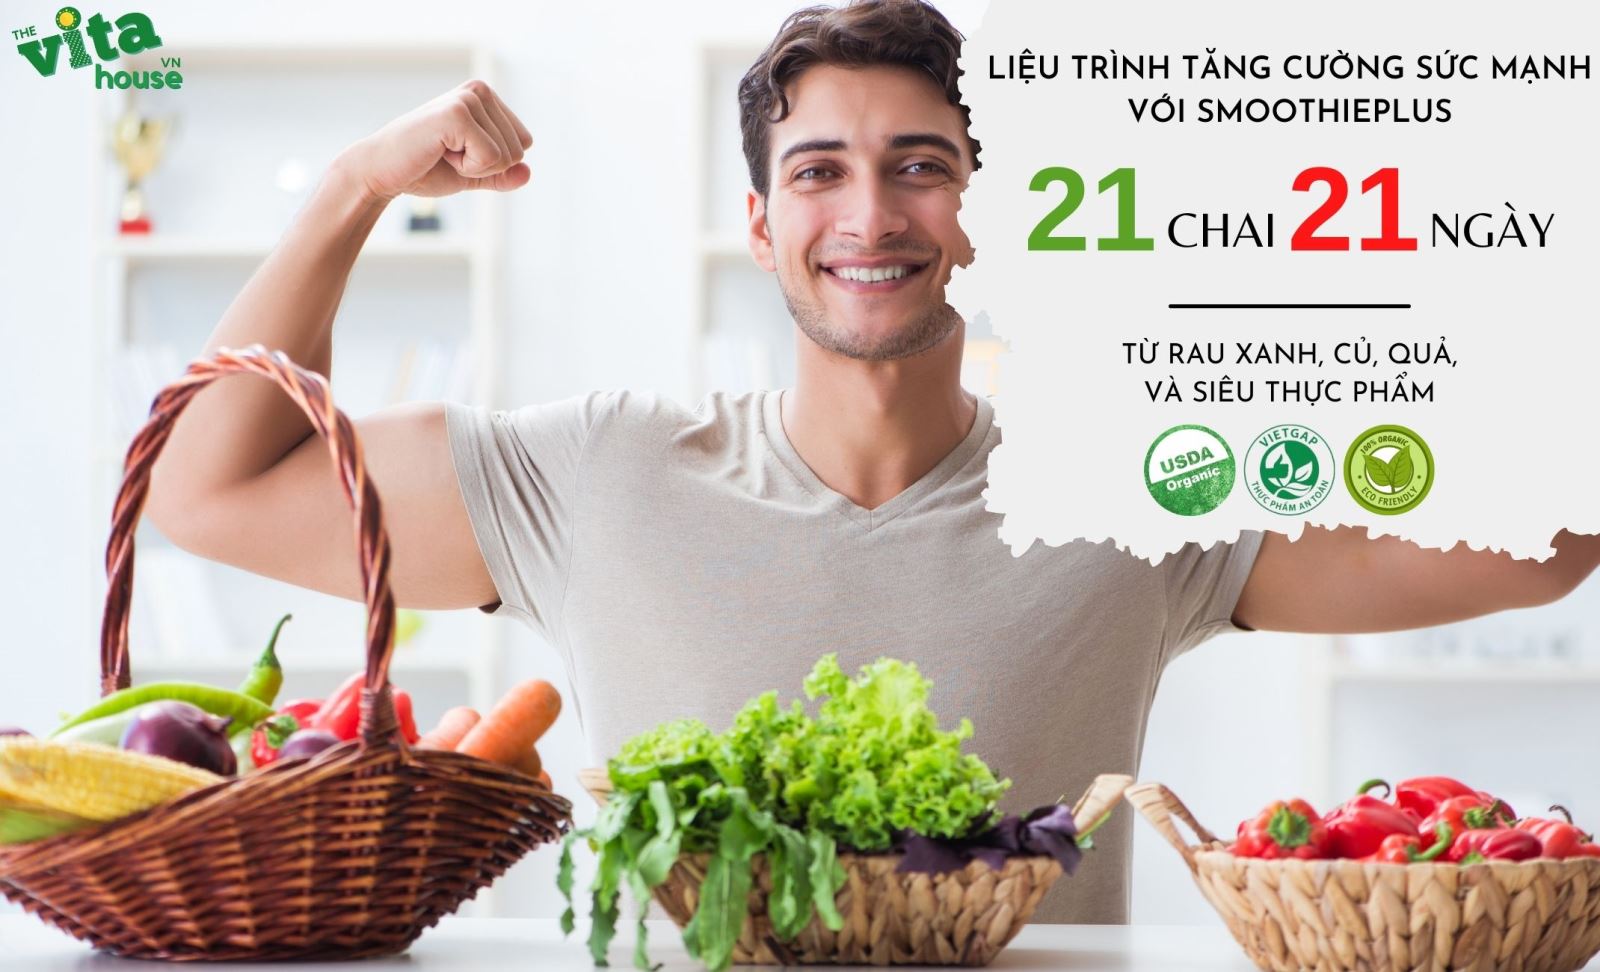 THE
vita
VN
house
LIỆU TRÌNH TĂNG CƯỜNG SỨC MẠNH
VỚI SMOOTHIEPLUS
21 CHAI 21 NGÀY
TỪ RAU XANH, CỦ, QUẢ,
VÀ SIÊU THỰC PHẨM
USDA
Organic
VIETGAP
THỰC PHẨM AN TOÀN
100% ORGANIC
ECO FRIENDLY